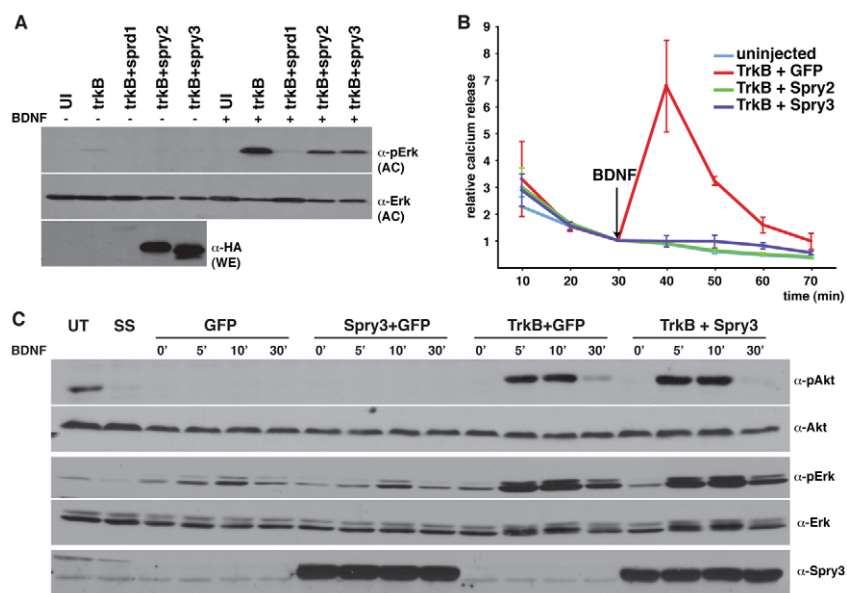 A
UI
trkB
trkB+sprd1
trkB+spry2
trkB+spry3
UI
trkB
trkB+sprd1
trkB+spry2
trkB+spry3
BDNF - - - - - + + + + +
α-pErk
(AC)
α-Erk
(AC)
α-HA
(WE)
B
relative calcium release
9
8
7
6
5
4
3
2
1
BDNF
uninjected
TrkB + GFP
TrkB + Spry2
TrkB + Spry3
10 20 30 40 50 60 70
time (min)
C
UT SS GFP Spry3+GFP TrkB+GFP TrkB + Spry3
BDNF 0' 5' 10' 30' 0' 5' 10' 30' 0' 5' 10' 30' 0' 5' 10' 30'
α-pAkt
α-Akt
α-pErk
α-Erk
α-Spry3